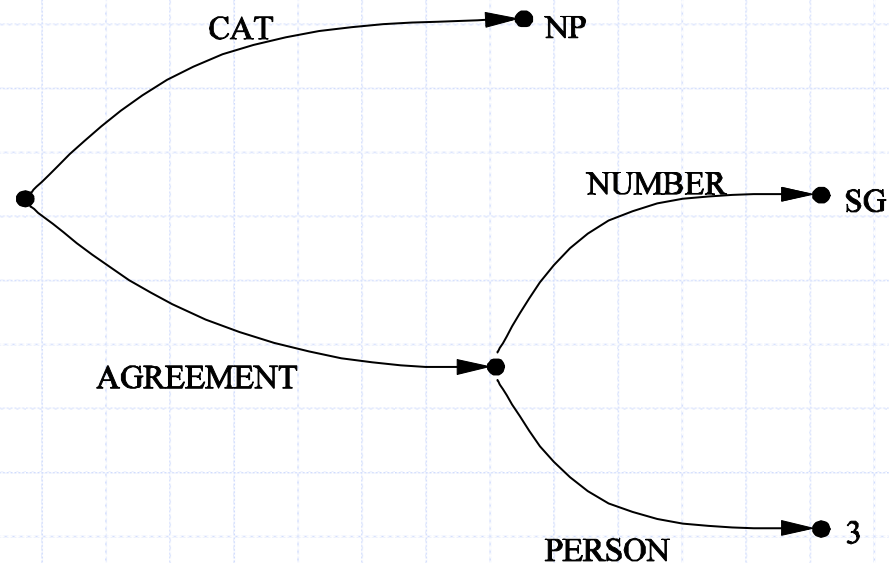 CAT
NP
NUMBER
SG
AGREEMENT
PERSON
3